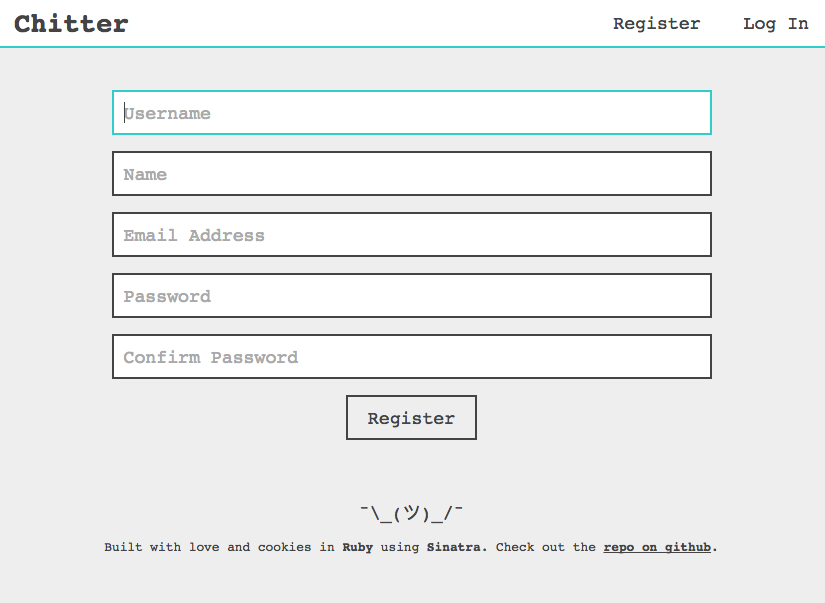 Chitter
Register Log In
Username
Name
Email Address
Password
Confirm Password
Register
¯\_(ツ)_/¯
Built with love and cookies in Ruby using Sinatra. Check out the repo on github.